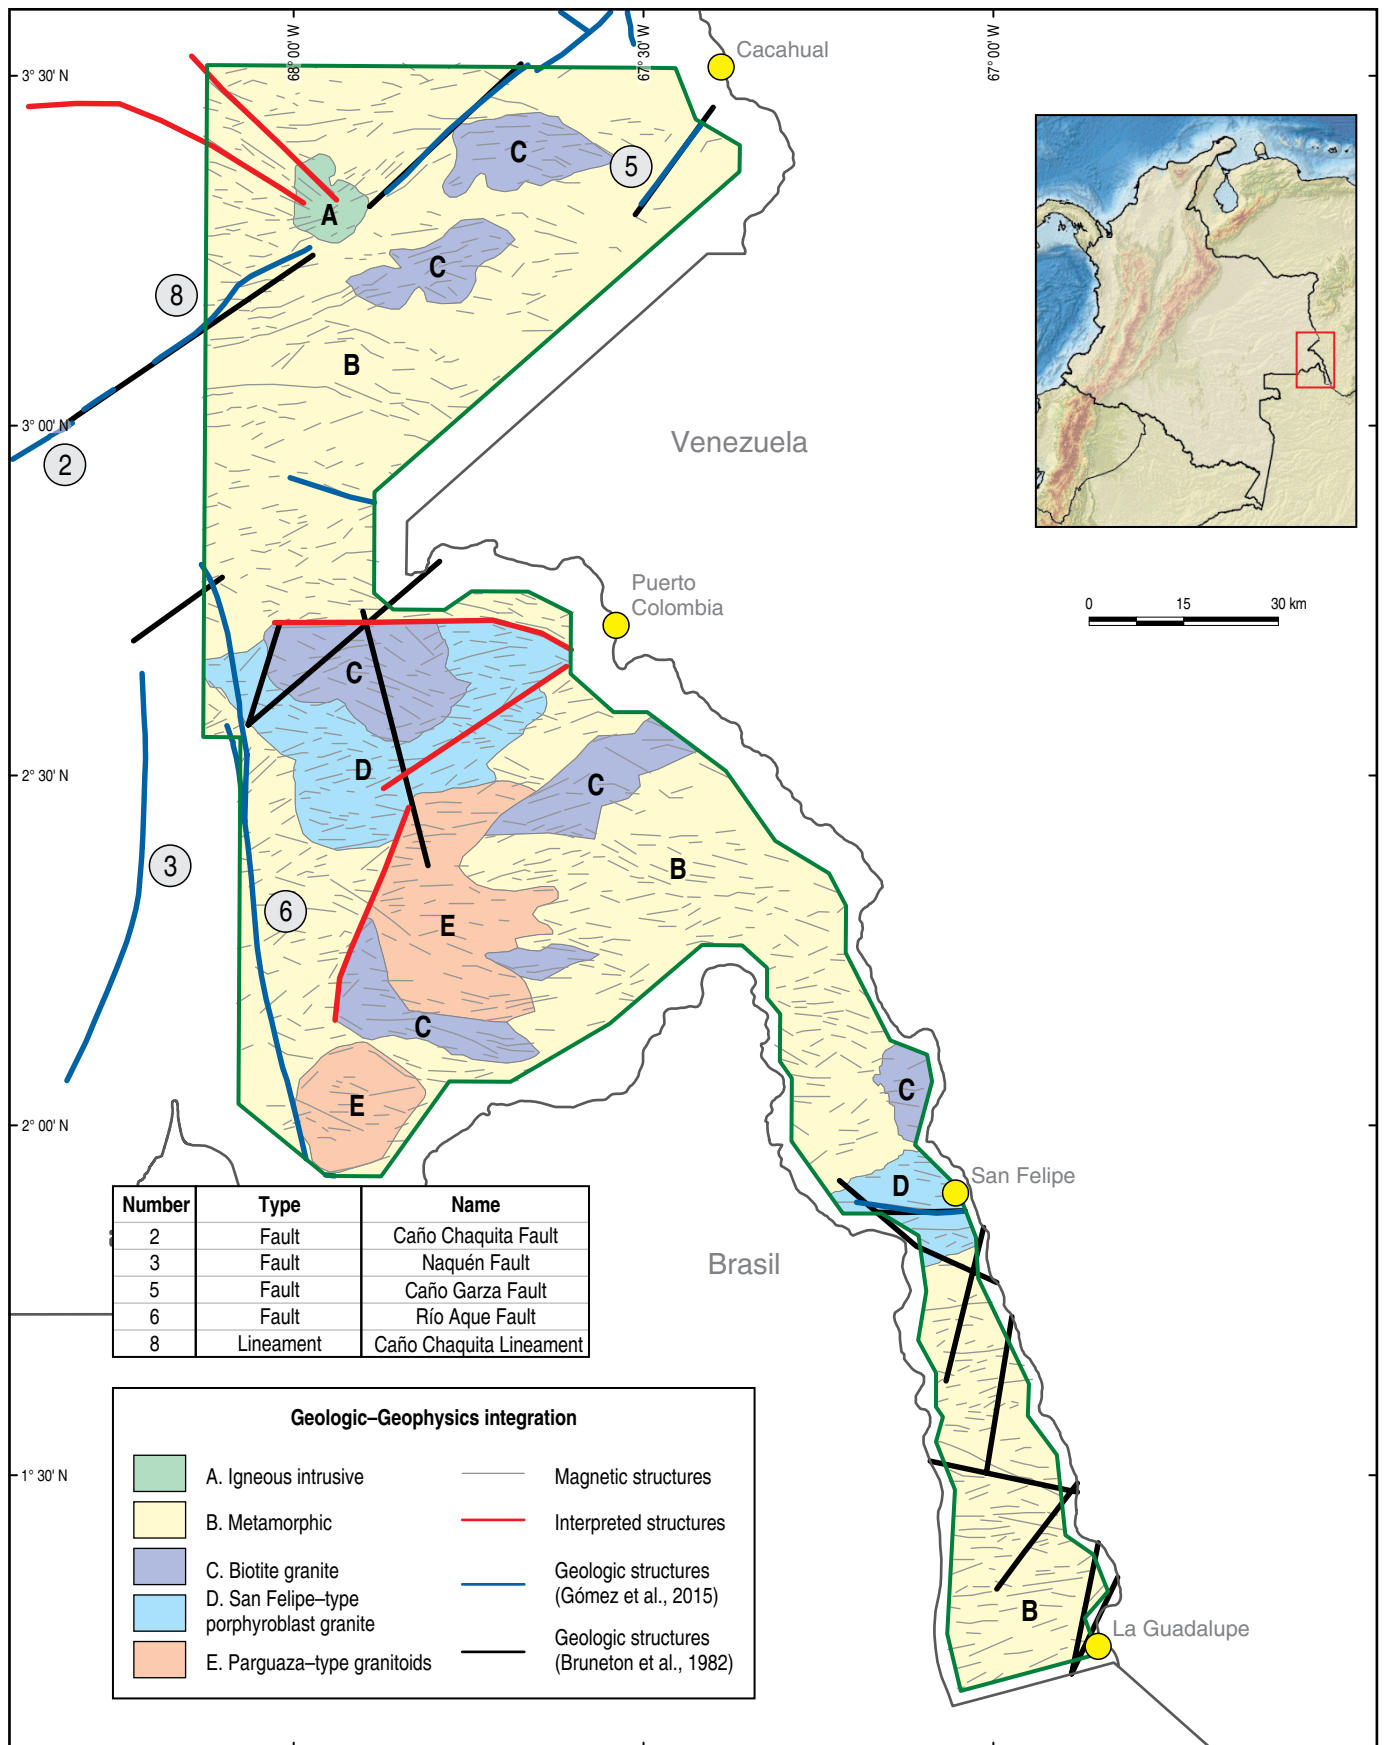 68° 00' W
67° 30' W
67° 00' W
Cacahual
3° 30' N
C
5
A
C
8
B
3° 00' N
2
Venezuela
Puerto
Colombia
0
15
30 km
C
D
C
2° 30' N
3
B
6
E
C
C
E
2° 00' N
D
San Felipe
Brasil
Number Type Name
2 Fault Caño Chaquita Fault
3 Fault Naquén Fault
5 Fault Caño Garza Fault
6 Fault Río Aque Fault
8 Lineament Caño Chaquita Lineament
Geologic–Geophysics integration
1° 30' N
A. Igneous intrusive
Magnetic structures
B. Metamorphic
Interpreted structures
C. Biotite granite
Geologic structures
(Gómez et al., 2015)
D. San Felipe–type
porphyroblast granite
Geologic structures
(Bruneton et al., 1982)
E. Parguaza–type granitoids
B
La Guadalupe